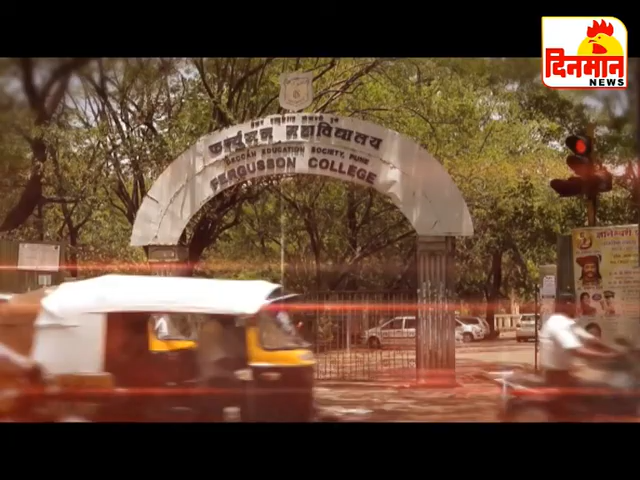 दिनमान
NEWS
फर्ग्युसन महाविद्यालय
DECCAN EDUCATION SOCIETY, PUNE
FERGUSSON COLLEGE